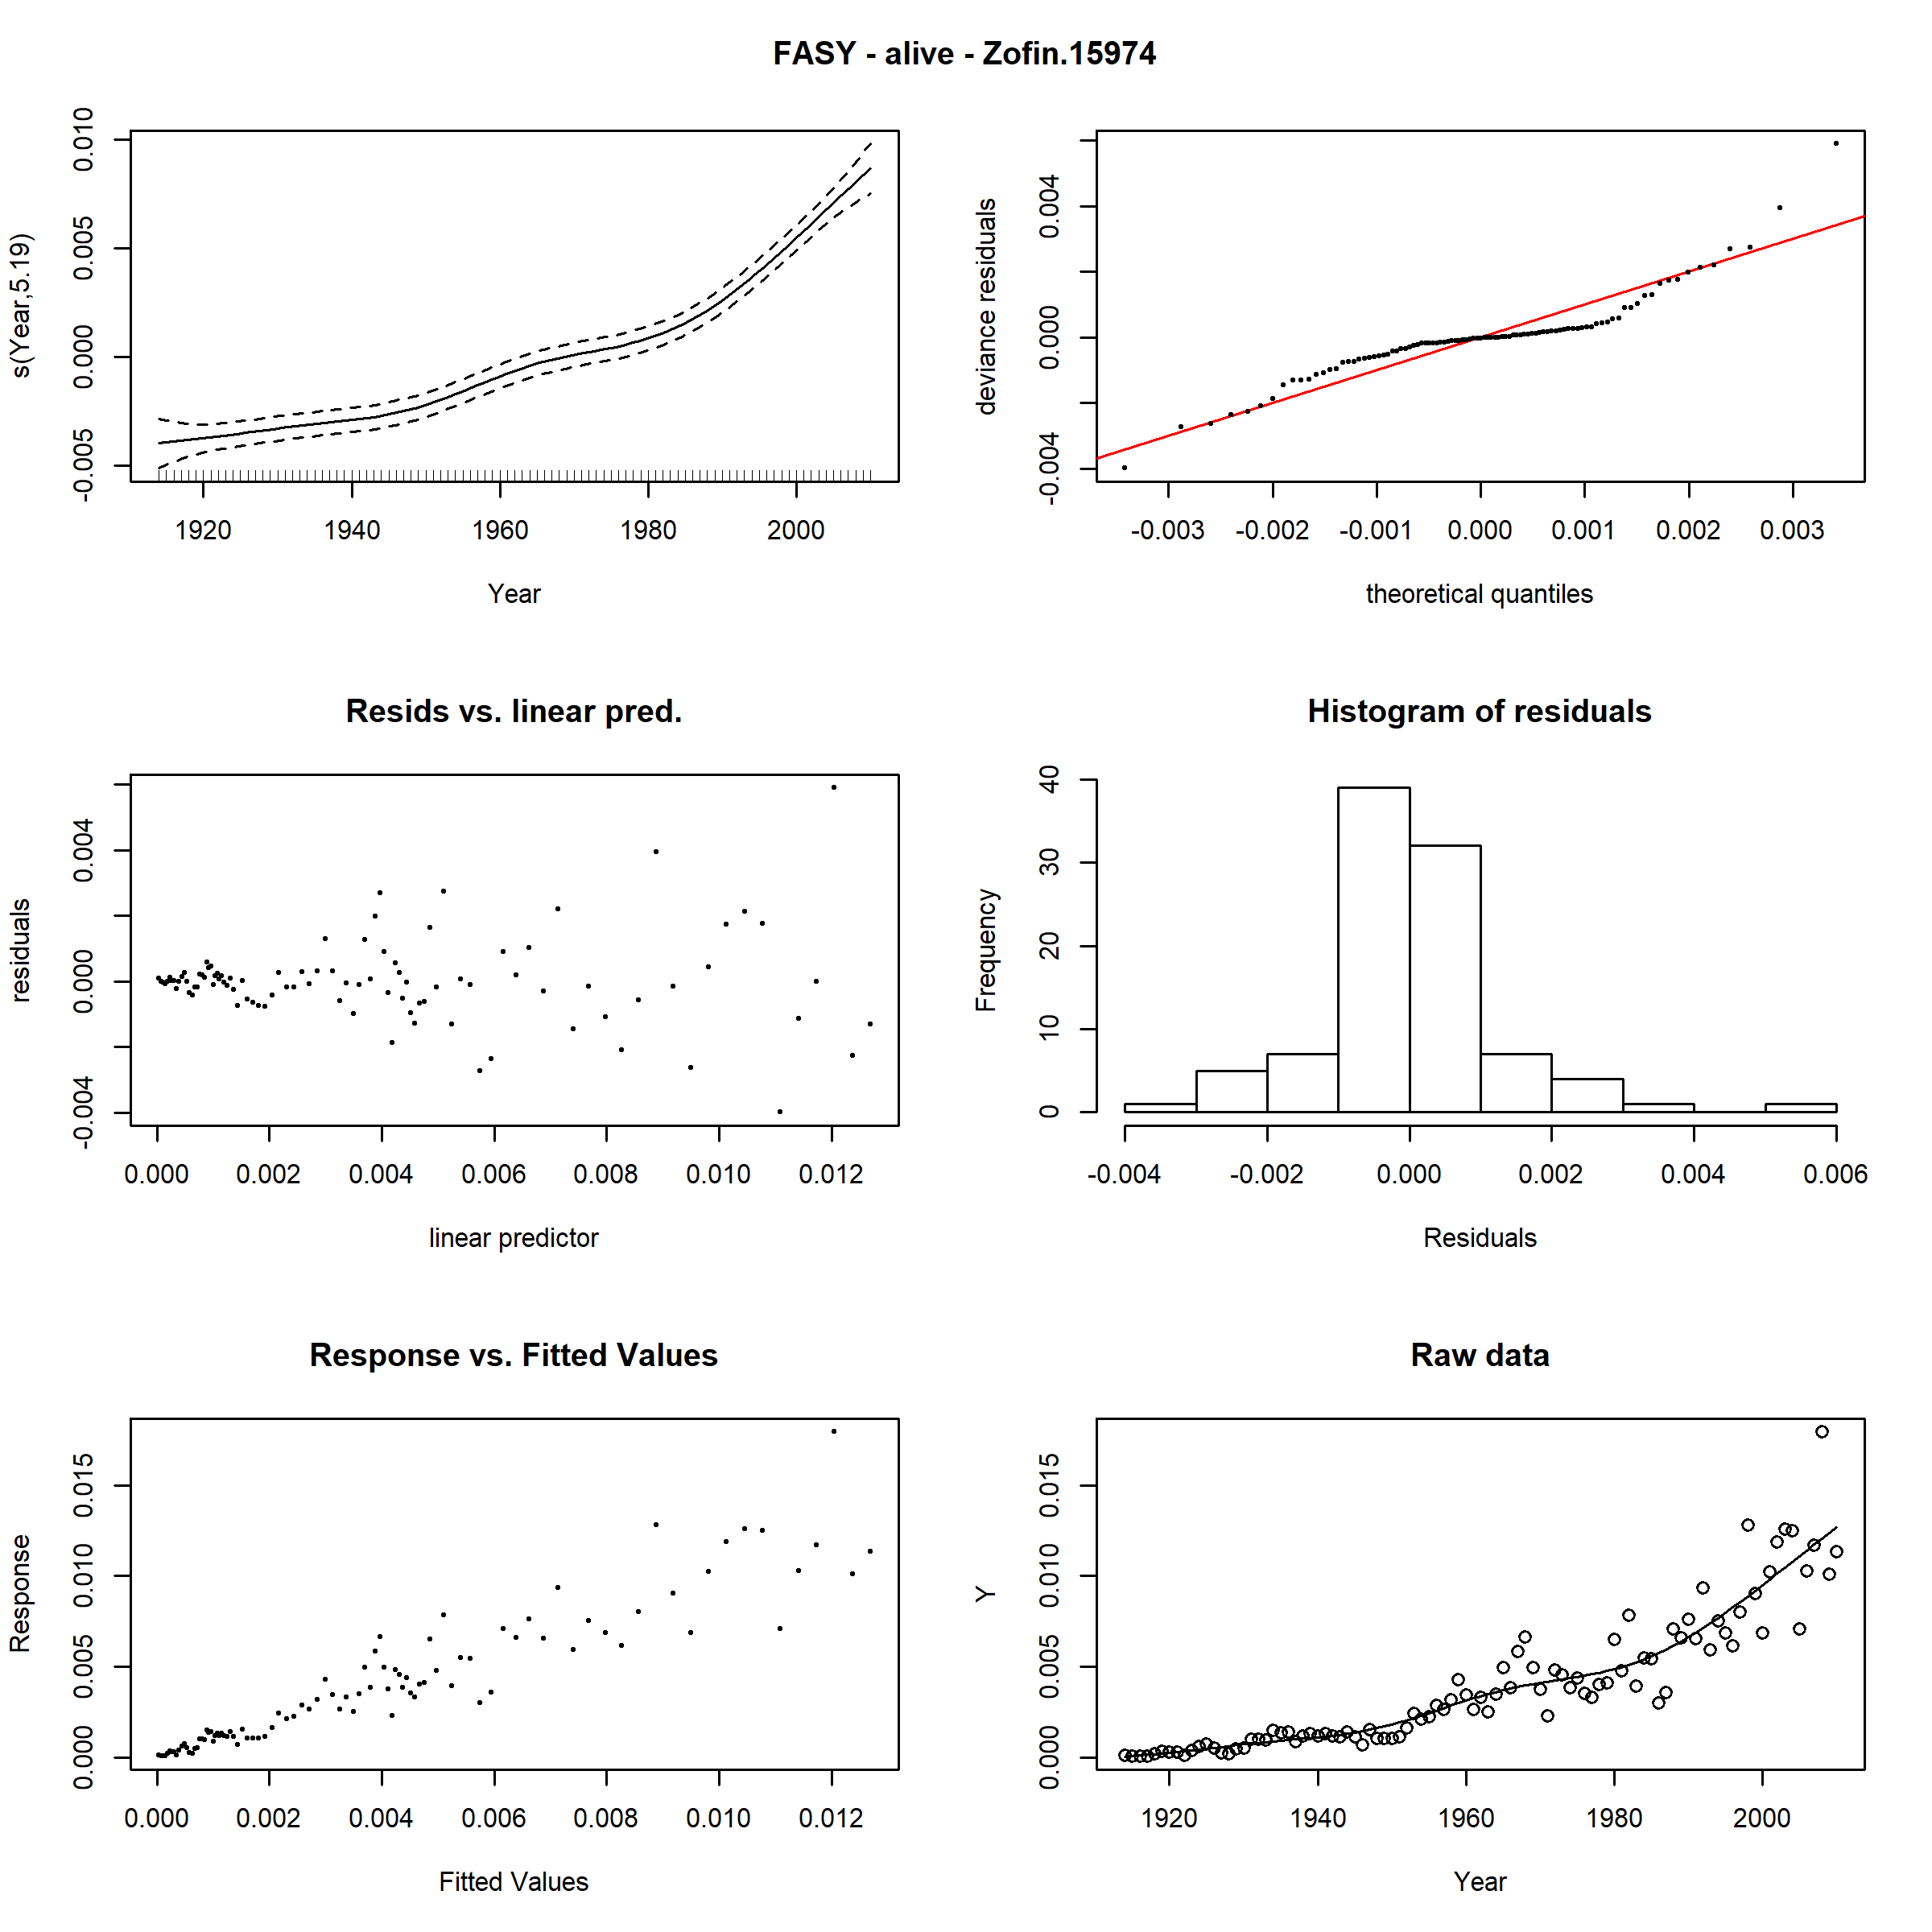 FASY - alive - Zofin.15974
s(Year,5.19)
-0.005 0.000 0.005 0.010
1920 1940 1960 1980 2000
Year
deviance residuals
-0.004 0.000 0.004
-0.003 -0.002 -0.001 0.000 0.001 0.002 0.003
theoretical quantiles
Resids vs. linear pred.
residuals
-0.004 0.000 0.004
0.000 0.002 0.004 0.006 0.008 0.010 0.012
linear predictor
Histogram of residuals
Frequency
0 10 20 30 40
-0.004 -0.002 0.000 0.002 0.004 0.006
Residuals
Response vs. Fitted Values
Response
0.000 0.005 0.010 0.015
0.000 0.002 0.004 0.006 0.008 0.010 0.012
Fitted Values
Raw data
Y
0.000 0.005 0.010 0.015
1920 1940 1960 1980 2000
Year